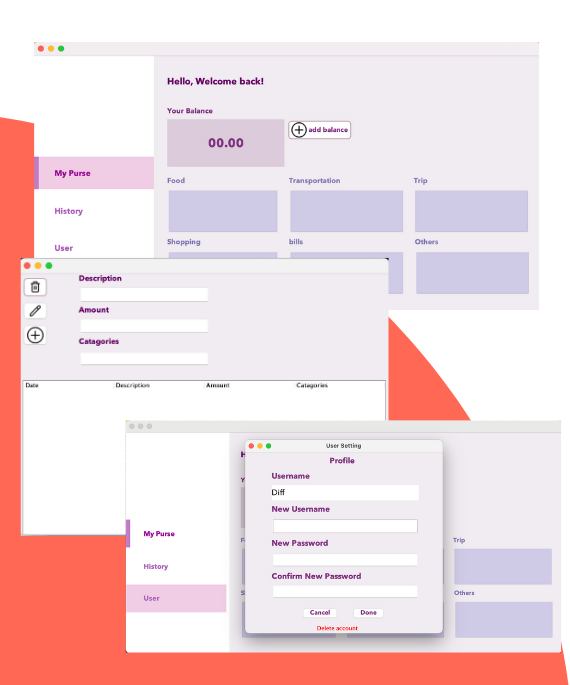 Hello, Welcome back!
Your Balance
00.00
add balance
My Purse
History
User
Food
Transportation
Trip
Shopping
bills
Others
Description
Amount
Catagories
Date
Description
Amount
Catagories
My Purse
History
User
Trip
Others
User Setting
Profile
Username
Diff
New Username
New Password
Confirm New Password
Cancel
Done
Delete account